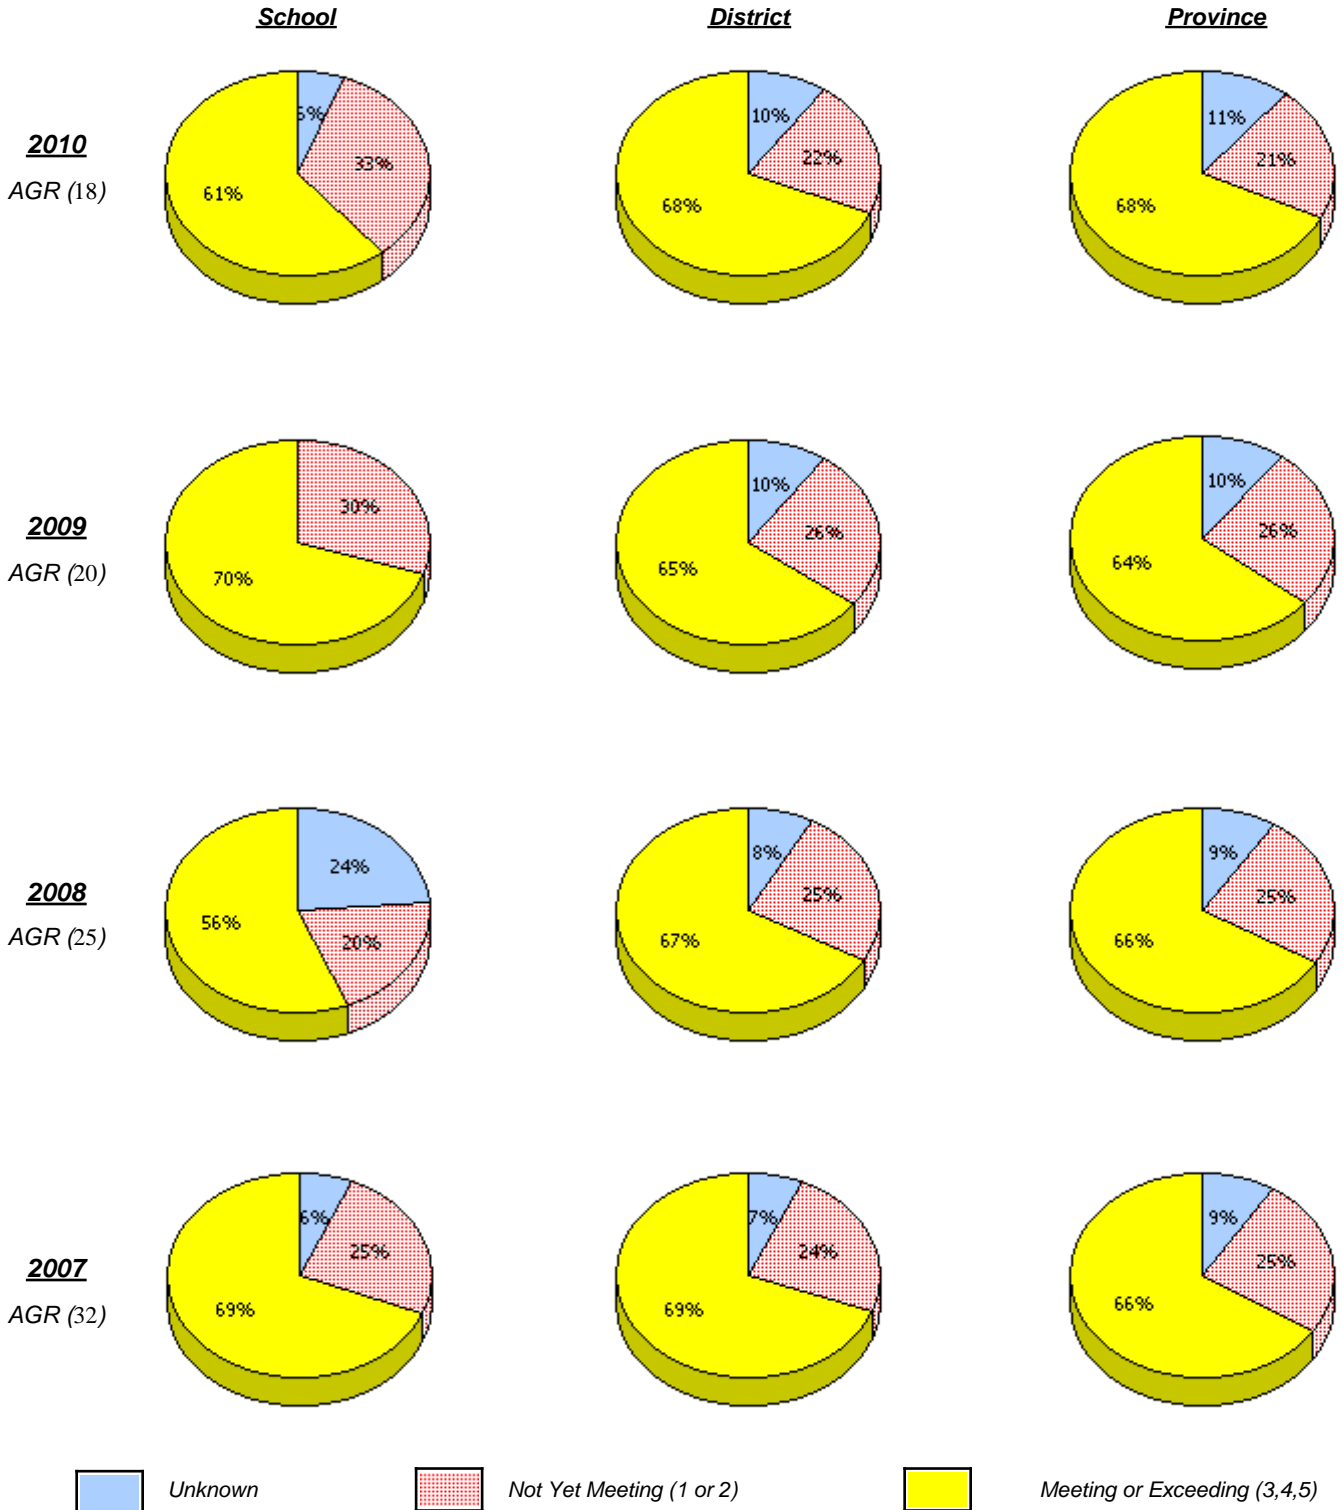 School District Province
2010
AGR (18)
5% 33% 61%
10% 22% 68%
11% 21% 68%
2009
AGR (20)
30% 70%
10% 26% 65%
10% 26% 64%
2008
AGR (25)
24% 20% 56%
8% 25% 67%
9% 25% 66%
2007
AGR (32)
6% 25% 69%
7% 24% 69%
9% 25% 66%
Unknown Not Yet Meeting (1 or 2) Meeting or Exceeding (3,4,5)